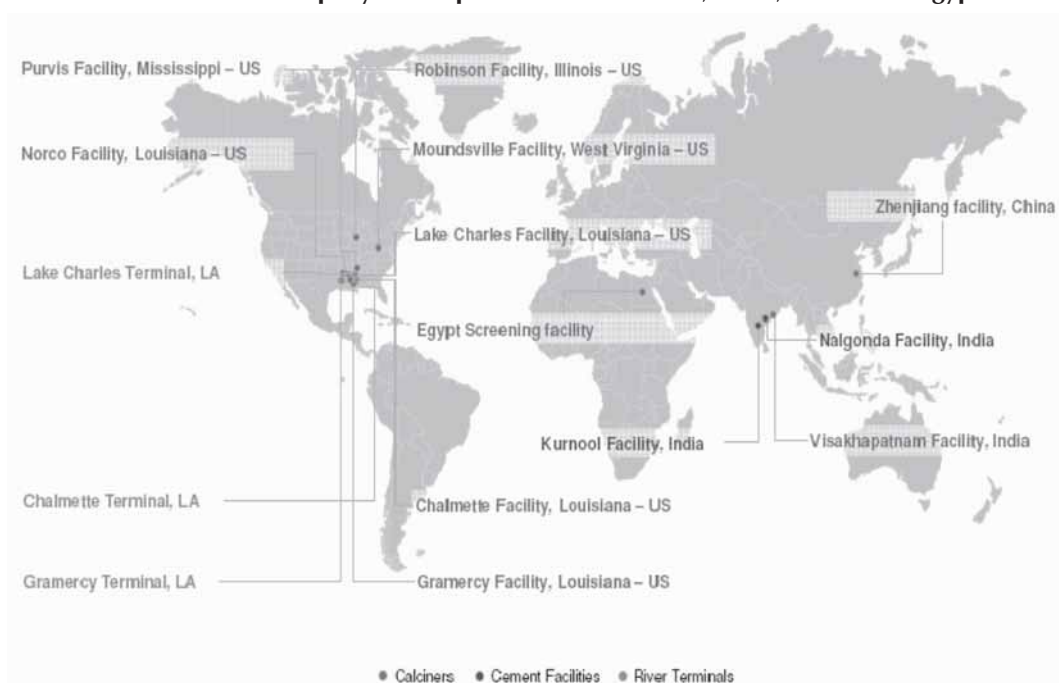 Purvis Facility, Mississippi – US
Robinson Facility, Illinois – US
Norco Facility, Louisiana – US
Moundsville Facility, West Virginia – US
Zhenjiang facility, China
Lake Charles Facility, Louisiana – US
Lake Charles Terminal, LA
Egypt Screening facility
Nalgonda Facility, India
Kurnool Facility, India
Visakhapatnam Facility, India
Chalmette Terminal, LA
Chalmette Facility, Louisiana – US
Gramercy Terminal, LA
Gramercy Facility, Louisiana – US
Calciners Cement Facilities River Terminals